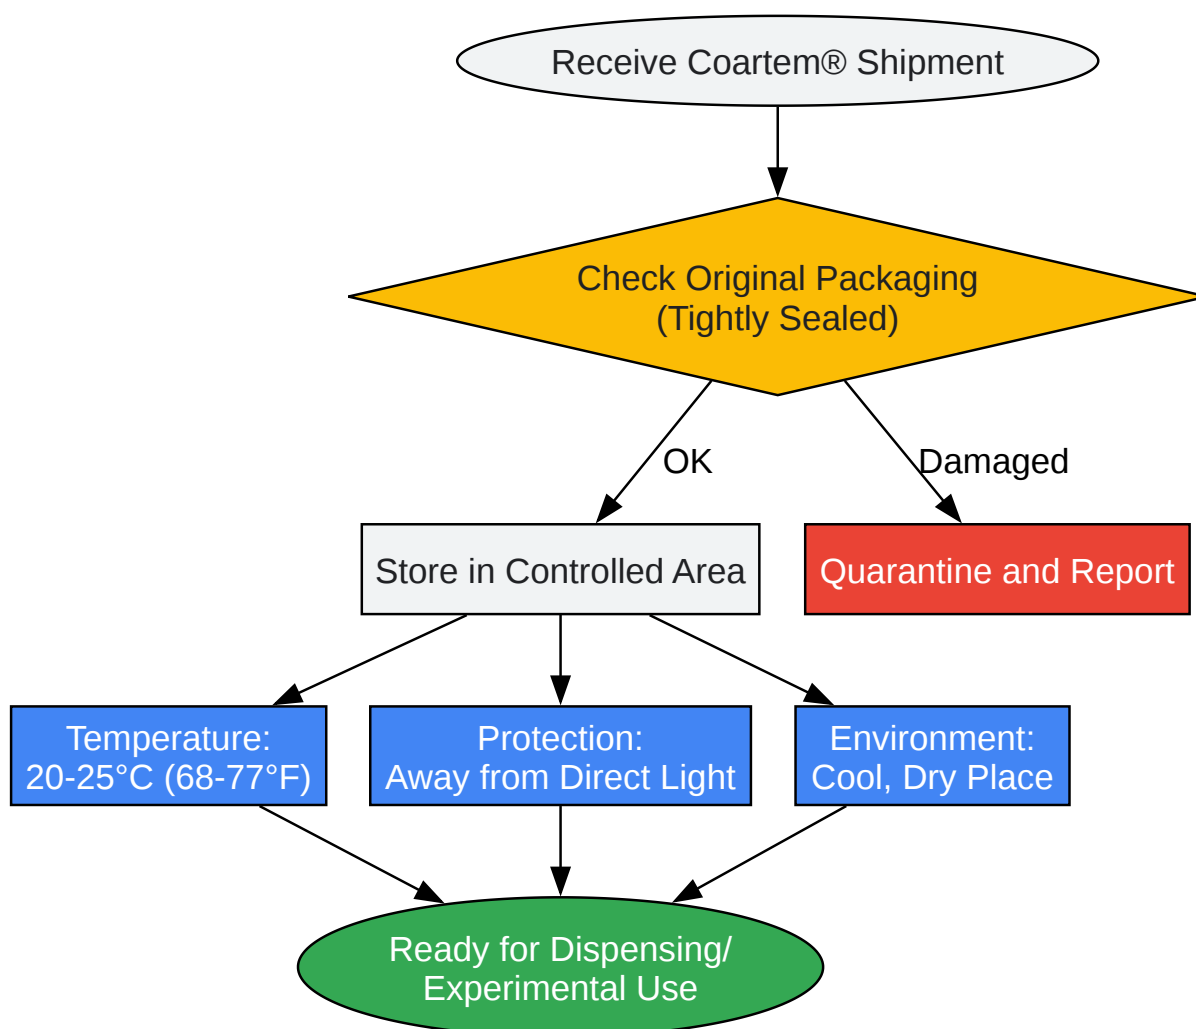 Receive Coartem® Shipment
Check Original Packaging
(Tightly Sealed)
OK
Damaged
Store in Controlled Area
Quarantine and Report
Temperature:
20-25°C (68-77°F)
Protection:
Away from Direct Light
Environment:
Cool, Dry Place
Ready for Dispensing/
Experimental Use